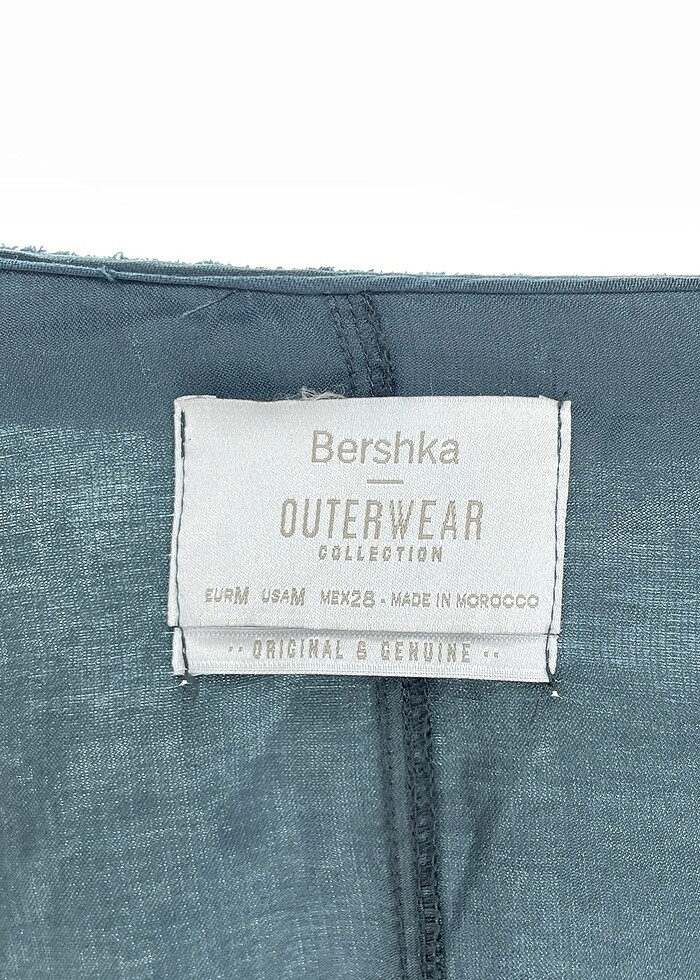 Bershka
OUTERWEAR
COLLECTION
EURM USAM MEX28 - MADE IN MOROCCO
·· ORIGINAL & GENUINE ··